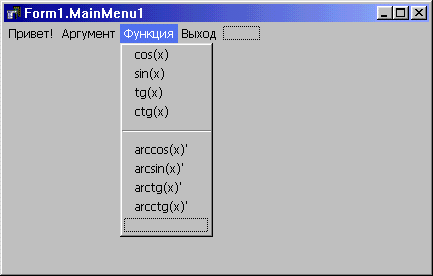 Form1.MainMenu1
Привет! Аргумент Функция Выход
cos(x)
sin(x)
tg(x)
ctg(x)
arccos(x)'
arcsin(x)'
arctg(x)'
arcctg(x)'